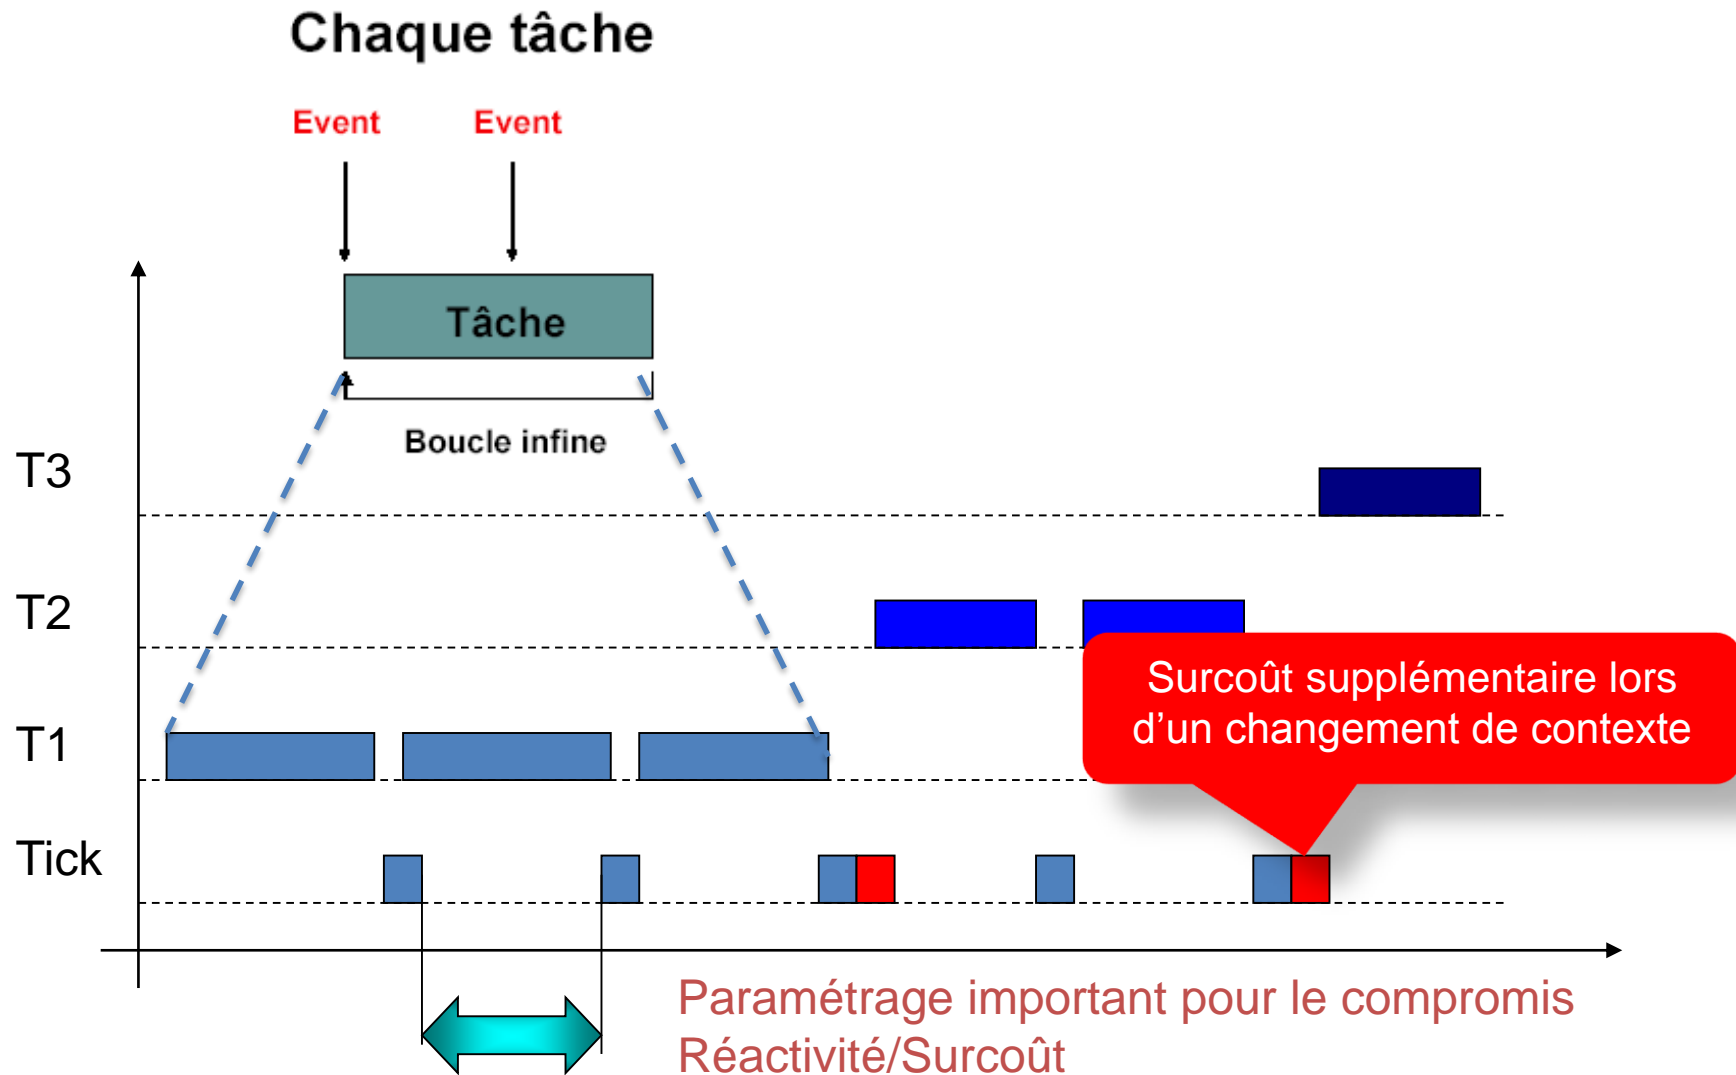 Chaque tâche
Event Event
Tâche
Boucle infine
T3
T2
Surcoût supplémentaire lors
d’un changement de contexte
T1
Tick
Paramétrage important pour le compromis
Réactivité/Surcoût